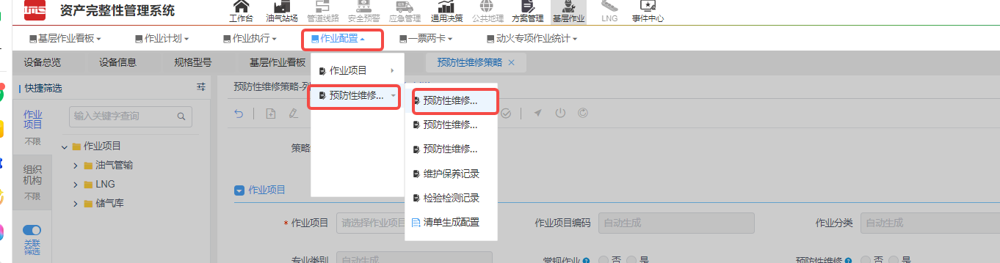 TMS 资产完整性管理系统
工作台 油气站场 管道线路 安全预警 应急管理 通用决策 公共地理 方案管理 基层作业 LNG 事件中心
基层作业看板 作业计划 作业执行 作业配置 一票两卡 动火专项作业统计
设备总览 设备信息 规格型号 基层作业看板 预防性维修策略
快捷筛选
预防性维修策略-列
作业项目
不限
输入关键字查询
作业项目
油气管输
LNG
储气库
组织机构
不限
关联筛选
作业项目
预防性维修...
预防性维修...
预防性维修...
预防性维修...
维护保养记录
检验检测记录
清单生成配置
策略
作业项目
* 作业项目 请选择作业项目 作业项目编码 自动生成 作业分类 自动生成
专业类别 自动生成 常规作业 否 是 预防性维修 否 是